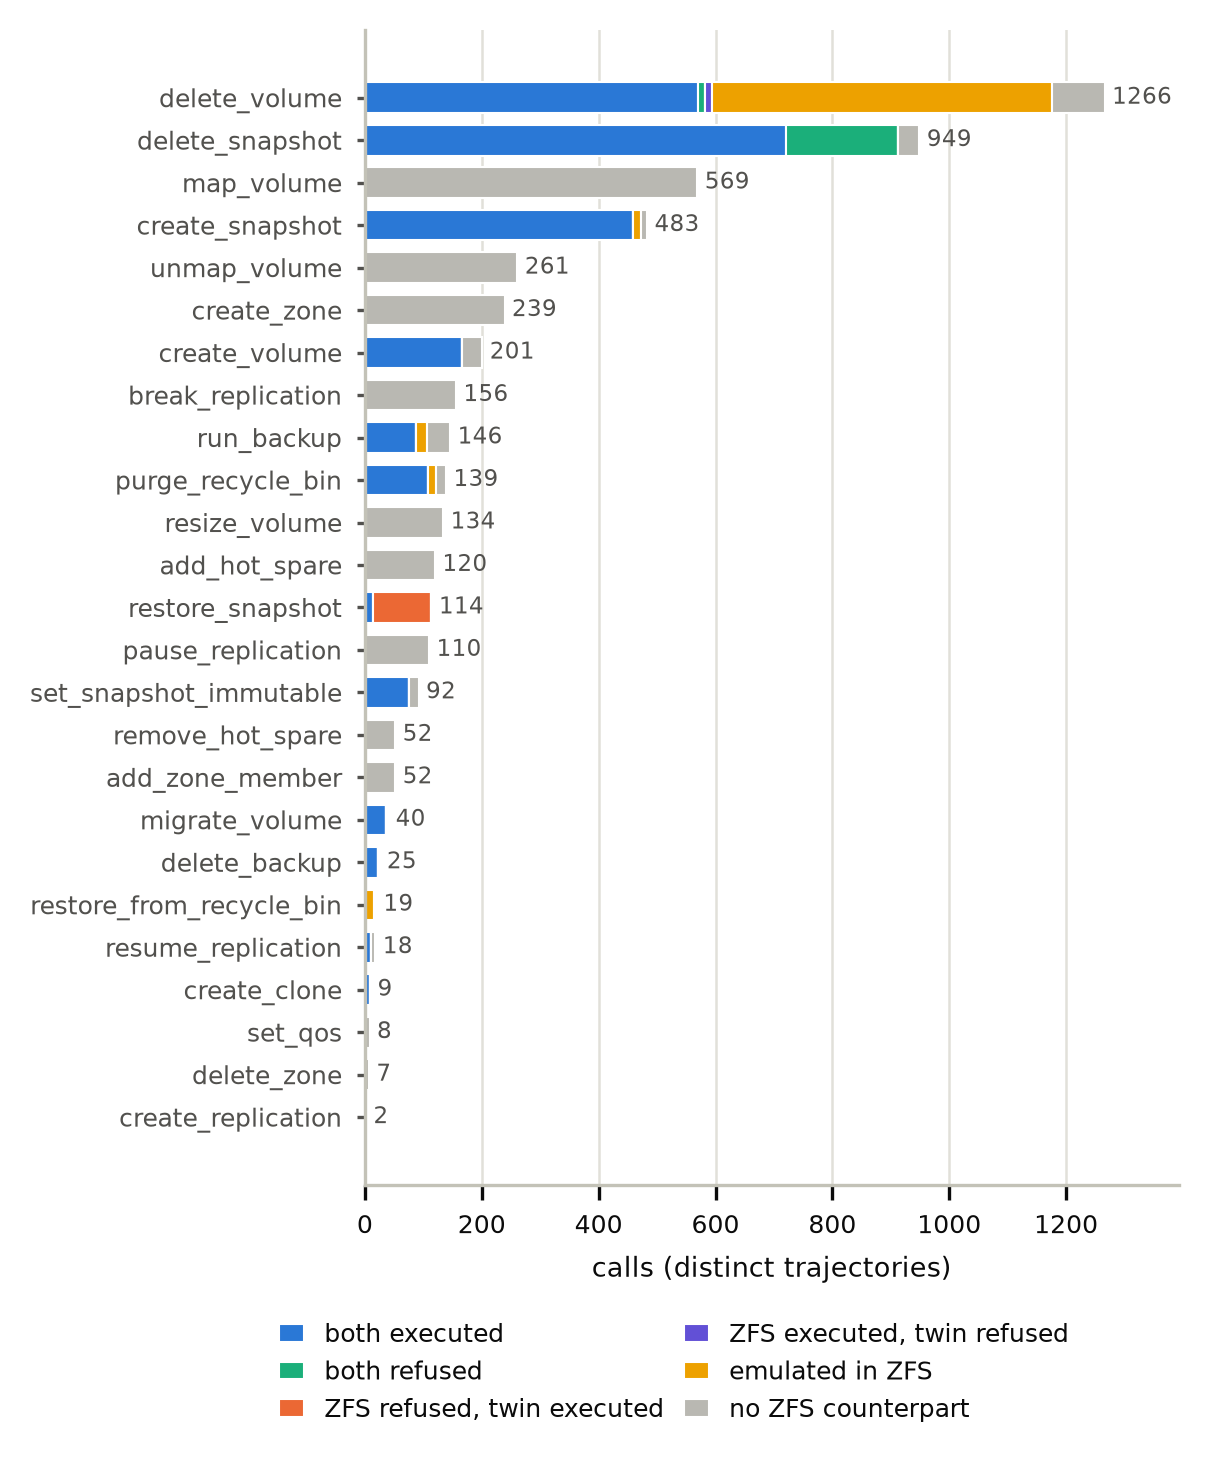 delete_volume 1266
delete_snapshot 949
map_volume 569
create_snapshot 483
unmap_volume 261
create_zone 239
create_volume 201
break_replication 156
run_backup 146
purge_recycle_bin 139
resize_volume 134
add_hot_spare 120
restore_snapshot 114
pause_replication 110
set_snapshot_immutable 92
remove_hot_spare 52
add_zone_member 52
migrate_volume 40
delete_backup 25
restore_from_recycle_bin 19
resume_replication 18
create_clone 9
set_qos 8
delete_zone 7
create_replication 2
0 200 400 600 800 1000 1200
calls (distinct trajectories)
both executed
both refused
ZFS refused, twin executed
ZFS executed, twin refused
emulated in ZFS
no ZFS counterpart